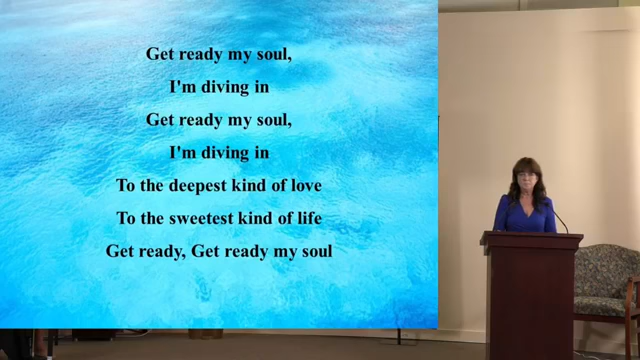 Get ready my soul,
I'm diving in
Get ready my soul,
I'm diving in
To the deepest kind of love
To the sweetest kind of life
Get ready, Get ready my soul